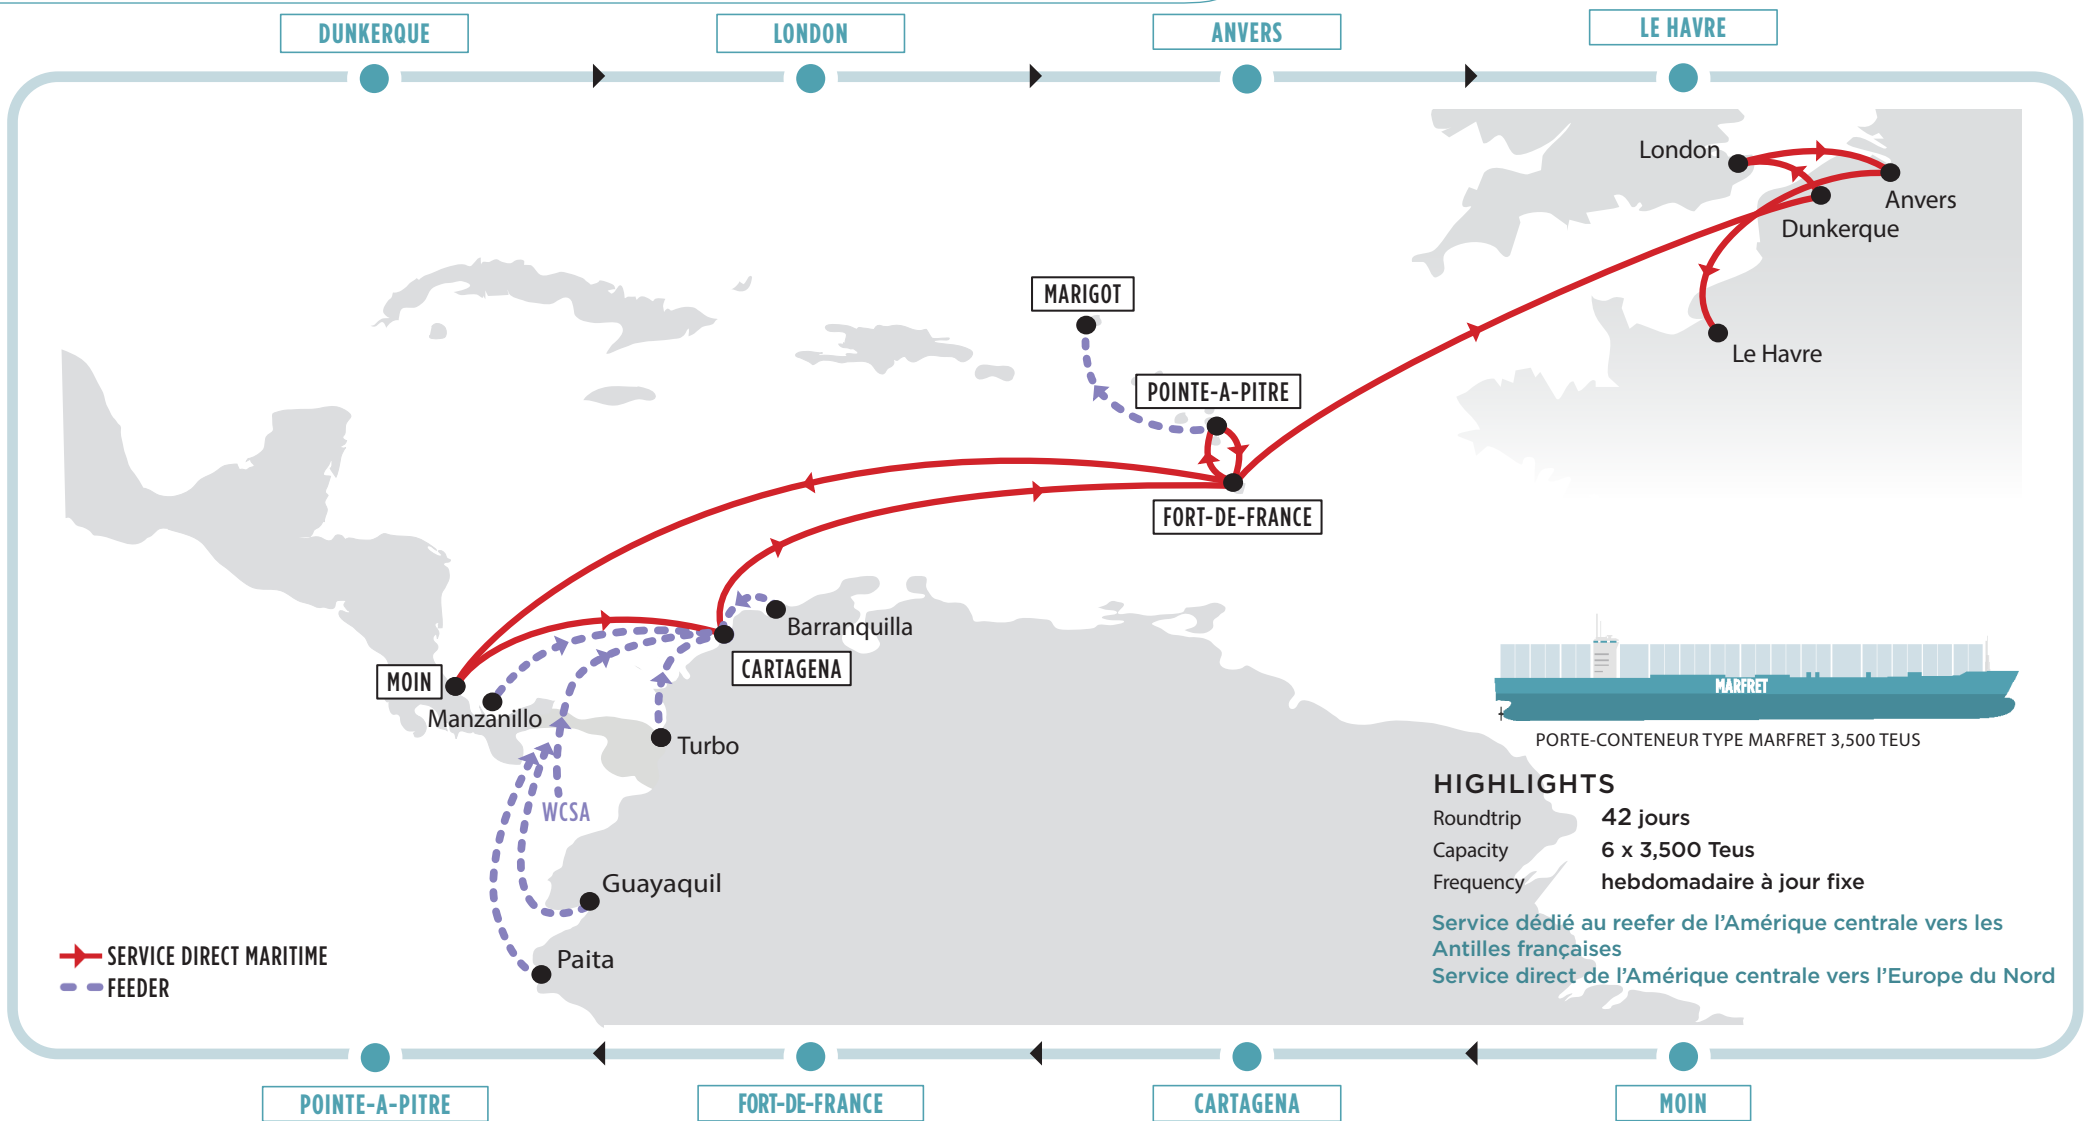 DUNKERQUE
LONDON
ANVERS
LE HAVRE
London
Anvers
Dunkerque
Le Havre
MARIGOT
POINTE-A-PITRE
FORT-DE-FRANCE
Barranquilla
CARTAGENA
MOIN
Manzanillo
Turbo
WCSA
Guayaquil
Paita
SERVICE DIRECT MARITIME
FEEDER
MARFRET
PORTE-CONTENEUR TYPE MARFRET 3,500 TEUS
HIGHLIGHTS
Roundtrip 42 jours
Capacity 6 x 3,500 Teus
Frequency hebdomadaire à jour fixe
Service dédié au reefer de l’Amérique centrale vers les
Antilles françaises
Service direct de l’Amérique centrale vers l’Europe du Nord
POINTE-A-PITRE
FORT-DE-FRANCE
CARTAGENA
MOIN